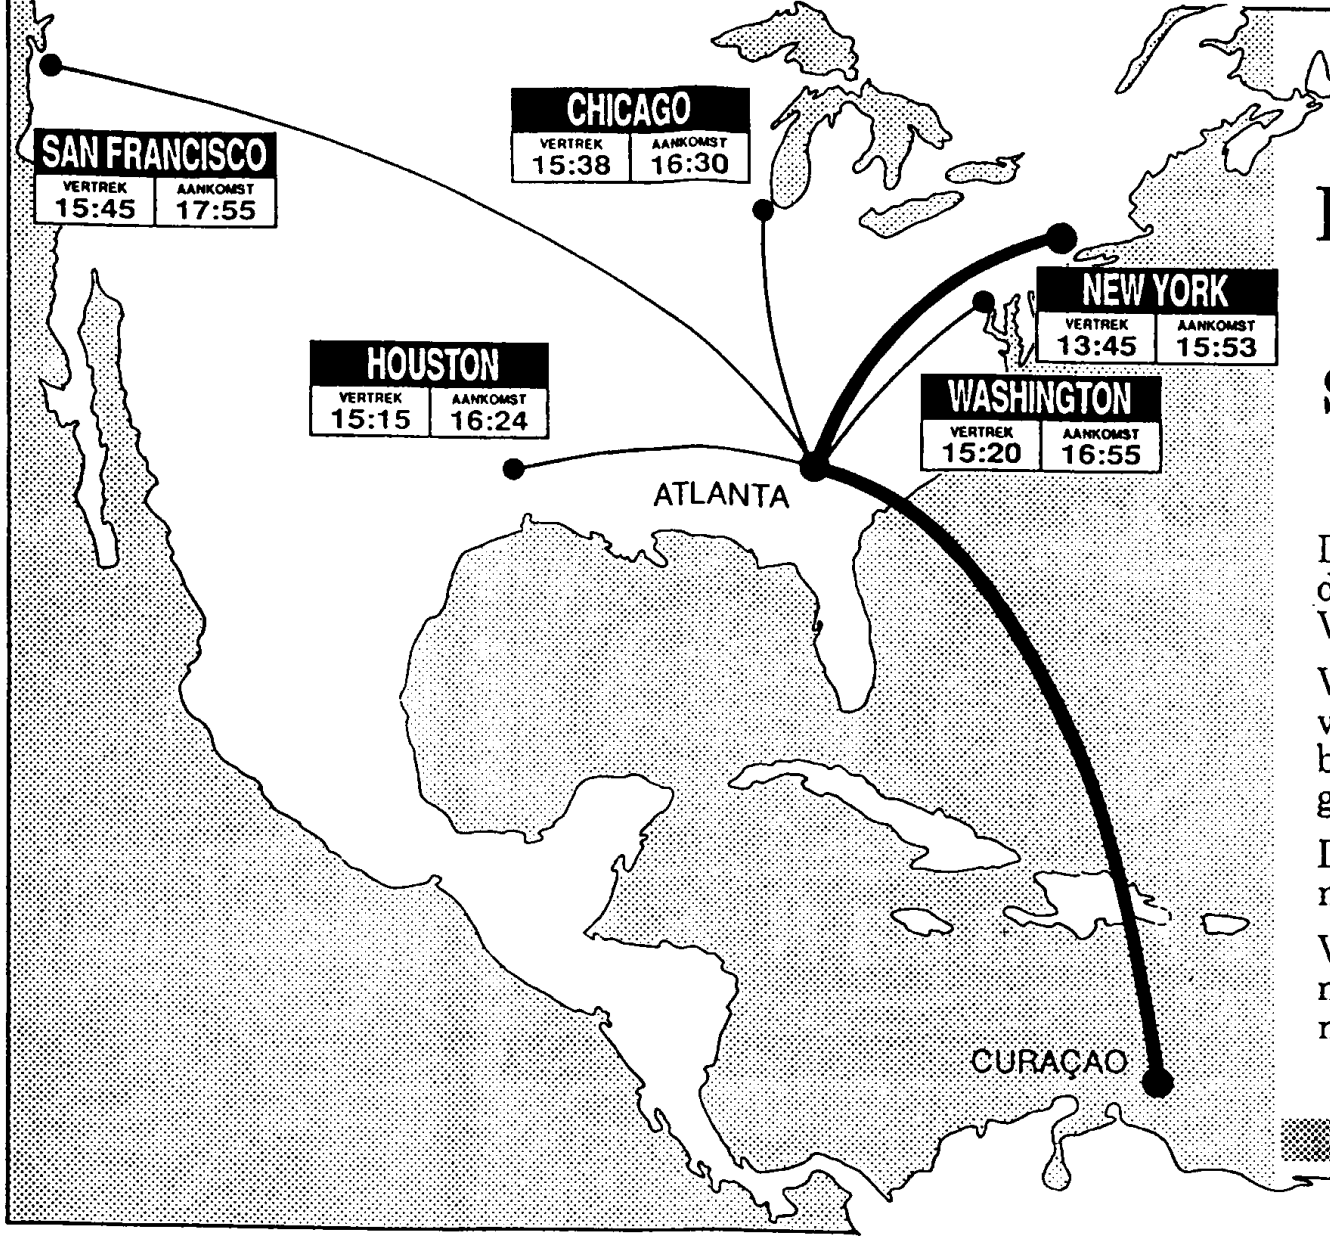 CHICAGO
VERTREK AANKOMST
15:38 16:30
SAN FRANCISCO
VERTREK AANKOMST
15:45 17:55
NEW YORK
VERTREK AANKOMST
13:45 15:53
HOUSTON
VERTREK AANKOMST
15:15 16:24
WASHINGTON
VERTREK AANKOMST
15:20 16:55
ATLANTA
CURAÇAO